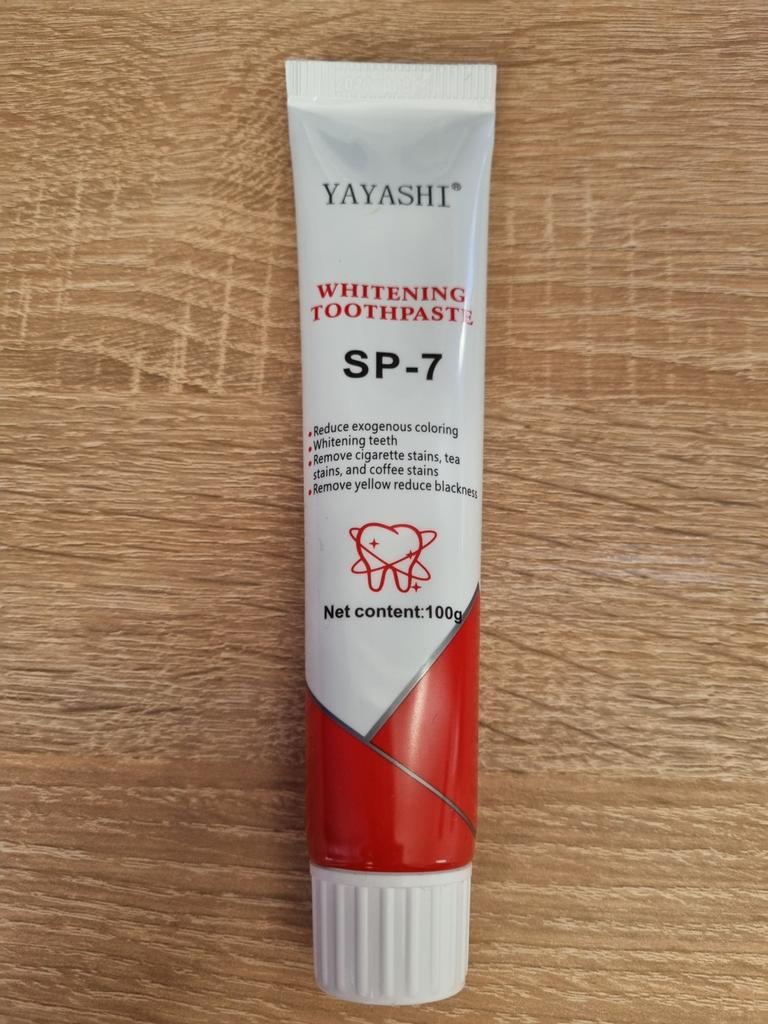 YAYASHI®
WHITENING
TOOTHPASTE
SP-7
• Reduce exogenous coloring
• Whitening teeth
• Remove cigarette stains, tea
stains, and coffee stains
• Remove yellow reduce blackness
Net content:100g